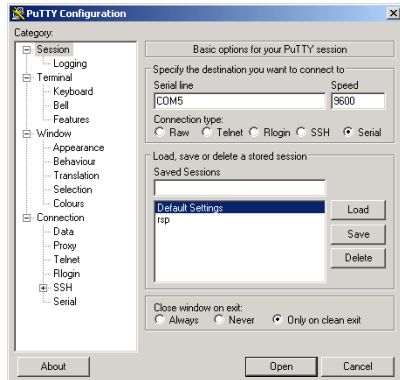 PuTTY Configuration
Category:
Session
Logging
Terminal
Keyboard
Bell
Features
Window
Appearance
Behaviour
Translation
Selection
Colours
Connection
Data
Proxy
Telnet
Rlogin
SSH
Serial
Basic options for your PuTTY session
Specify the destination you want to connect to
Serial line Speed
COM5 9600
Connection type:
Raw Telnet Rlogin SSH Serial
Load, save or delete a stored session
Saved Sessions
Default Settings
rsp
Load
Save
Delete
Close window on exit:
Always Never Only on clean exit
About Open Cancel